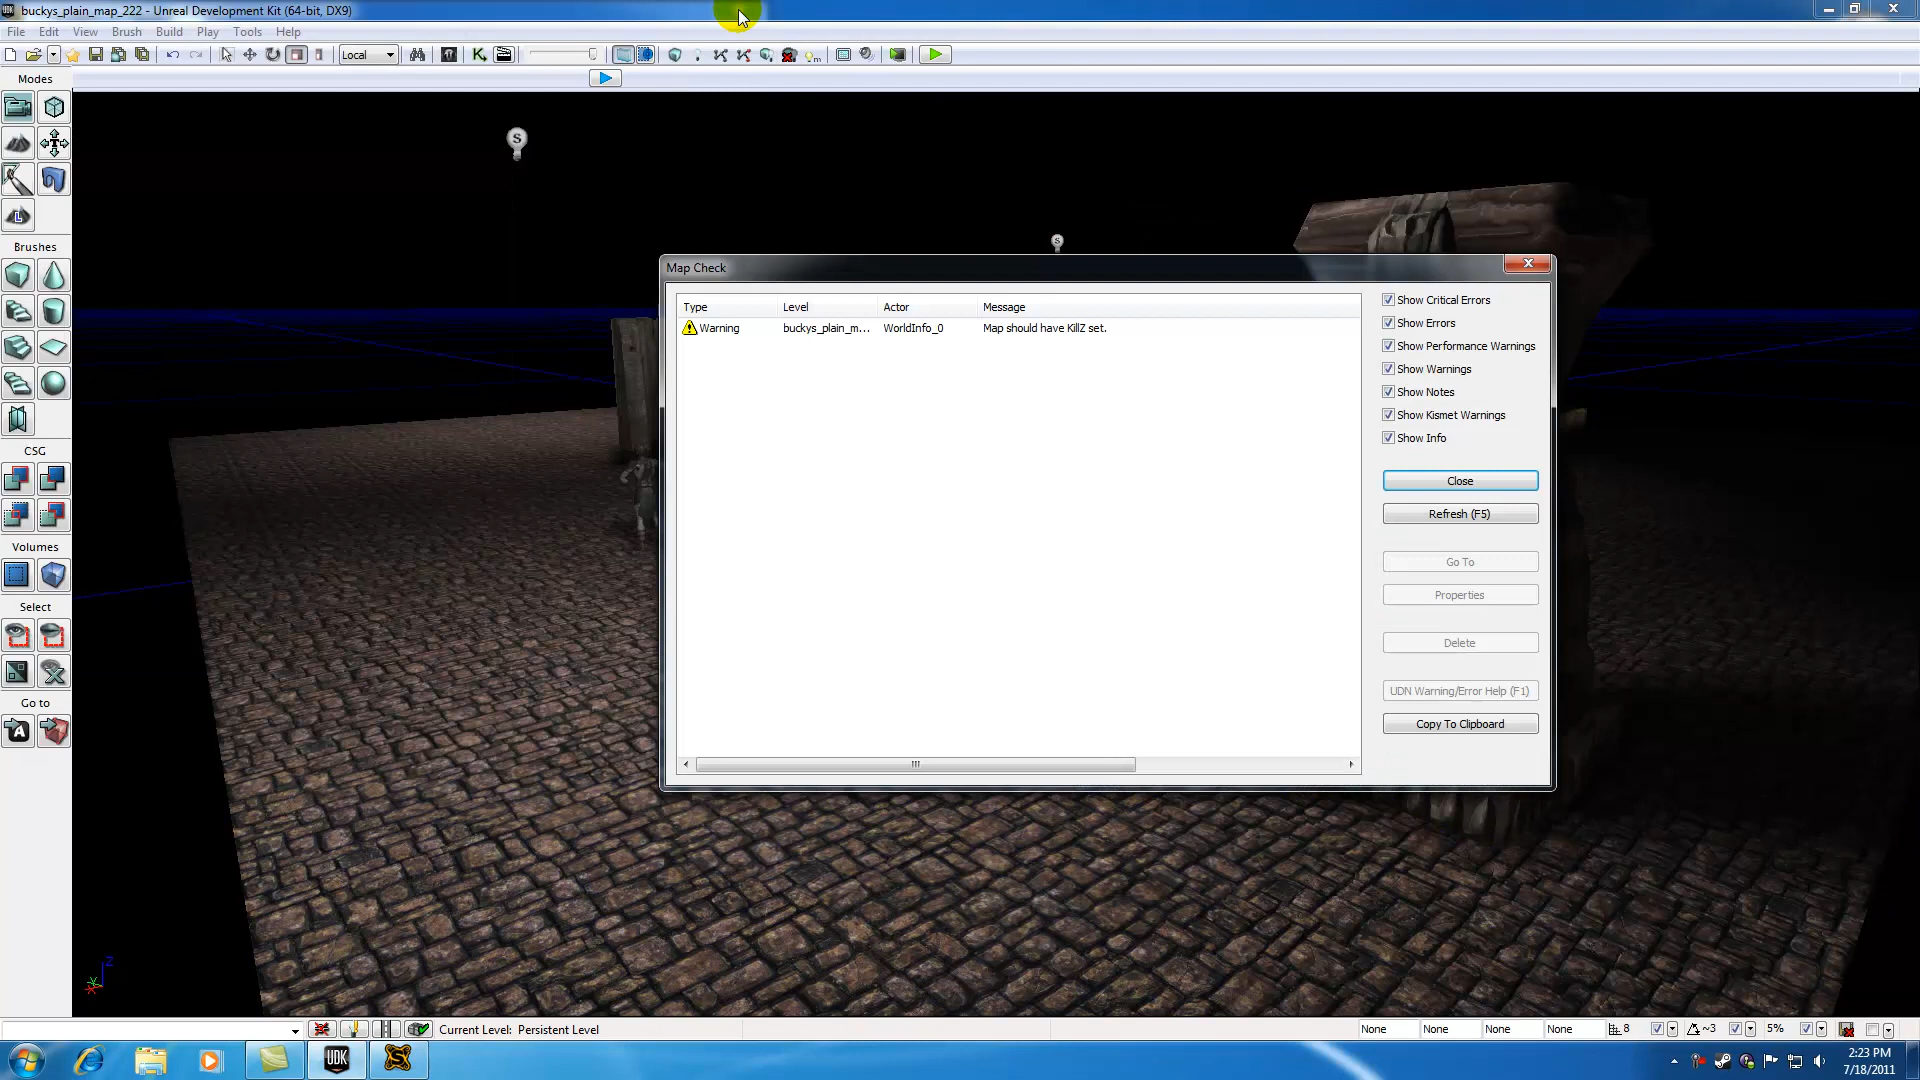 buckys_plain_map_222 - Unreal Development Kit (64-bit, DX9)
File Edit View Brush Build Play Tools Help
Local
Modes
Brushes
CSG
Volumes
Select
Go to
Map Check
Type Level Actor Message
Warning buckys_plain_m... WorldInfo_0 Map should have KillZ set.
Show Critical Errors
Show Errors
Show Performance Warnings
Show Warnings
Show Notes
Show Kismet Warnings
Show Info
Close
Refresh (F5)
Go To
Properties
Delete
UDN Warning/Error Help (F1)
Copy To Clipboard
Current Level: Persistent Level
None None None None 8 ~3 5%
UDK
2:23 PM
7/18/2011